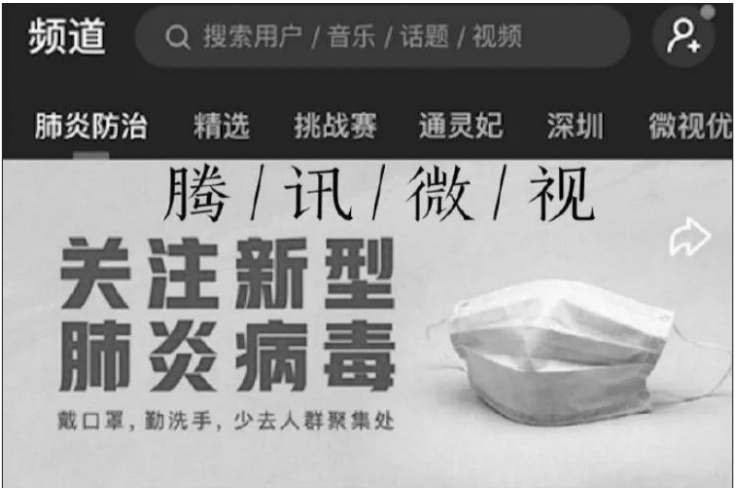 频道
搜索用户 / 音乐 / 话题 / 视频
肺炎防治 精选 挑战赛 通灵妃 深圳 微视优
腾/讯/微/视
关注新型
肺炎病毒
戴口罩，勤洗手，少去人群聚集处